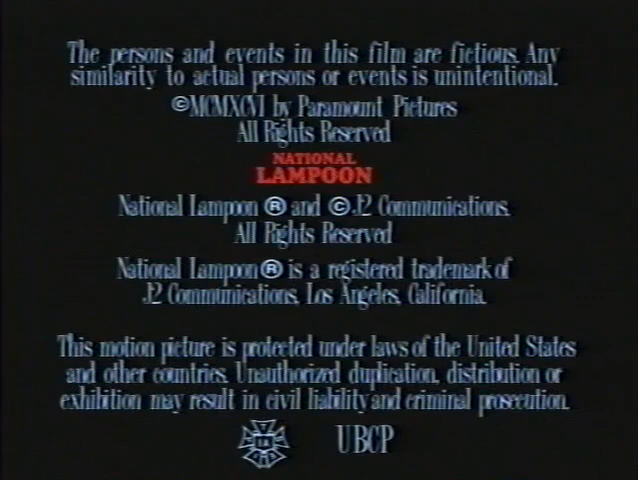 The persons and events in this film are fictious. Any
similarity to actual persons or events is unintentional.
©MCMXCVI by Paramount Pictures
All Rights Reserved
NATIONAL
LAMPOON
National Lampoon ® and © J2 Communications.
All Rights Reserved
National Lampoon ® is a registered trademark of
J2 Communications, Los Angeles, California.
This motion picture is protected under laws of the United States
and other countries. Unauthorized duplication, distribution or
exhibition may result in civil liability and criminal prosecution.
UBCP